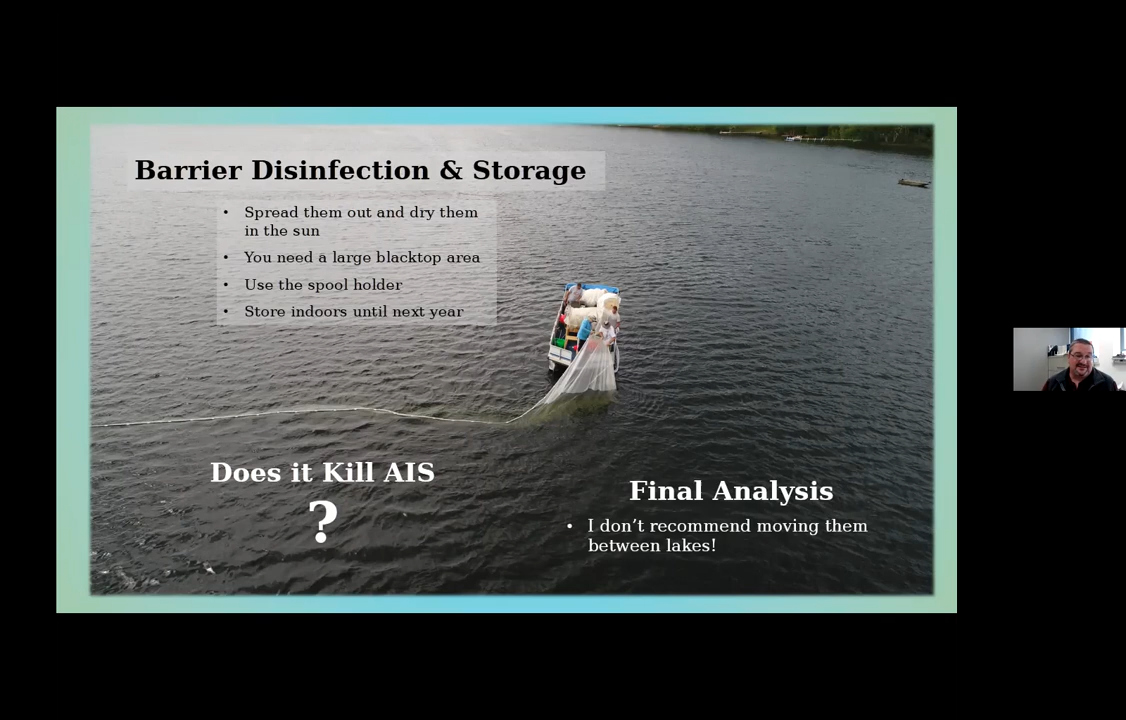 Barrier Disinfection & Storage
• Spread them out and dry them
in the sun
• You need a large blacktop area
• Use the spool holder
• Store indoors until next year
Does it Kill AIS
?
Final Analysis
• I don’t recommend moving them
between lakes!